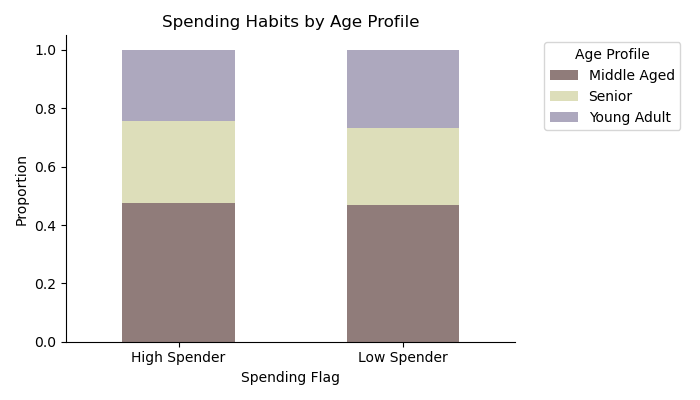 Spending Habits by Age Profile
Proportion
1.0
0.8
0.6
0.4
0.2
0.0
High Spender
Low Spender
Spending Flag
Age Profile
Middle Aged
Senior
Young Adult